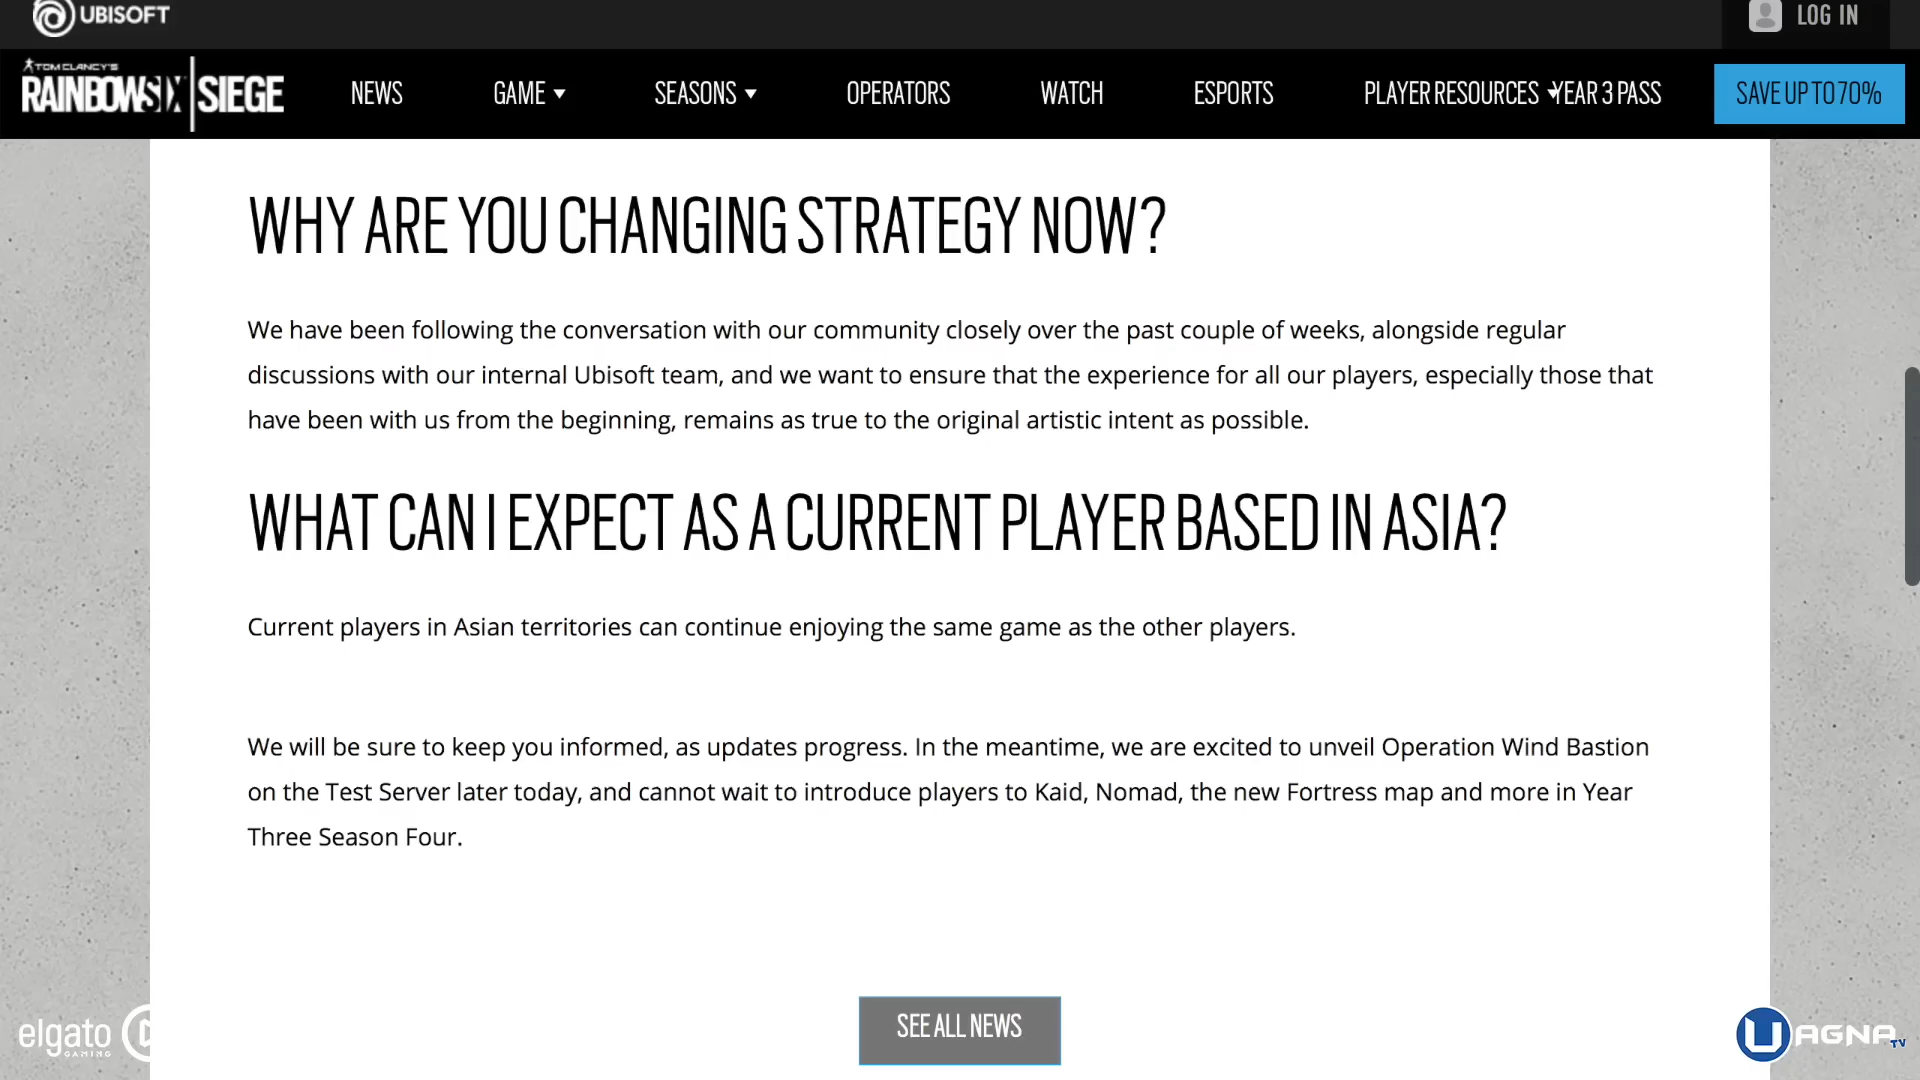 UBISOFT
LOG IN
TOM CLANCY'S
RAINBOWSIX | SIEGE
NEWS
GAME
SEASONS
OPERATORS
WATCH
ESPORTS
PLAYER RESOURCES
YEAR 3 PASS
SAVE UP TO 70%
WHY ARE YOU CHANGING STRATEGY NOW?
We have been following the conversation with our community closely over the past couple of weeks, alongside regular
discussions with our internal Ubisoft team, and we want to ensure that the experience for all our players, especially those that
have been with us from the beginning, remains as true to the original artistic intent as possible.
WHAT CAN I EXPECT AS A CURRENT PLAYER BASED IN ASIA?
Current players in Asian territories can continue enjoying the same game as the other players.
We will be sure to keep you informed, as updates progress. In the meantime, we are excited to unveil Operation Wind Bastion
on the Test Server later today, and cannot wait to introduce players to Kaid, Nomad, the new Fortress map and more in Year
Three Season Four.
SEE ALL NEWS
elgato
GAMING
UAGNA TV